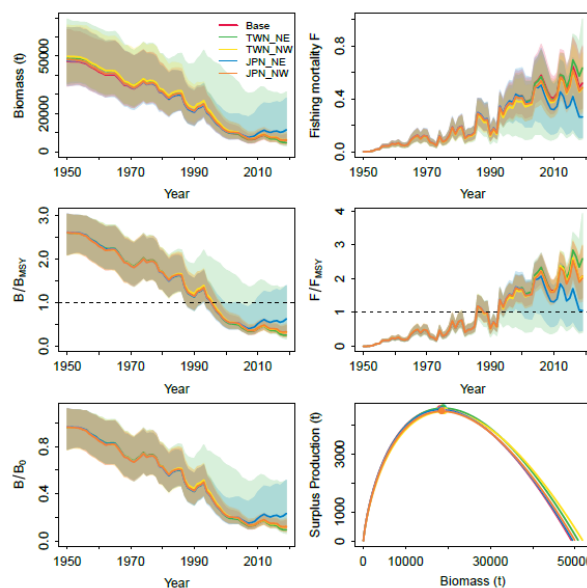 Biomass (t)
50000
20000
0
1950
1970
1990
2010
Year
Base
TWN_NE
TWN_NW
JPN_NE
JPN_NW
Fishing mortality F
0.8
0.4
0.0
1950
1970
1990
2010
Year
B/BMSY
3.0
2.0
1.0
0.0
1950
1970
1990
2010
Year
F/FMSY
4
3
2
1
0
1950
1970
1990
2010
Year
B/B0
0.8
0.4
0.0
1950
1970
1990
2010
Year
Surplus Production (t)
3000
1000
0
0
10000
30000
50000
Biomass (t)